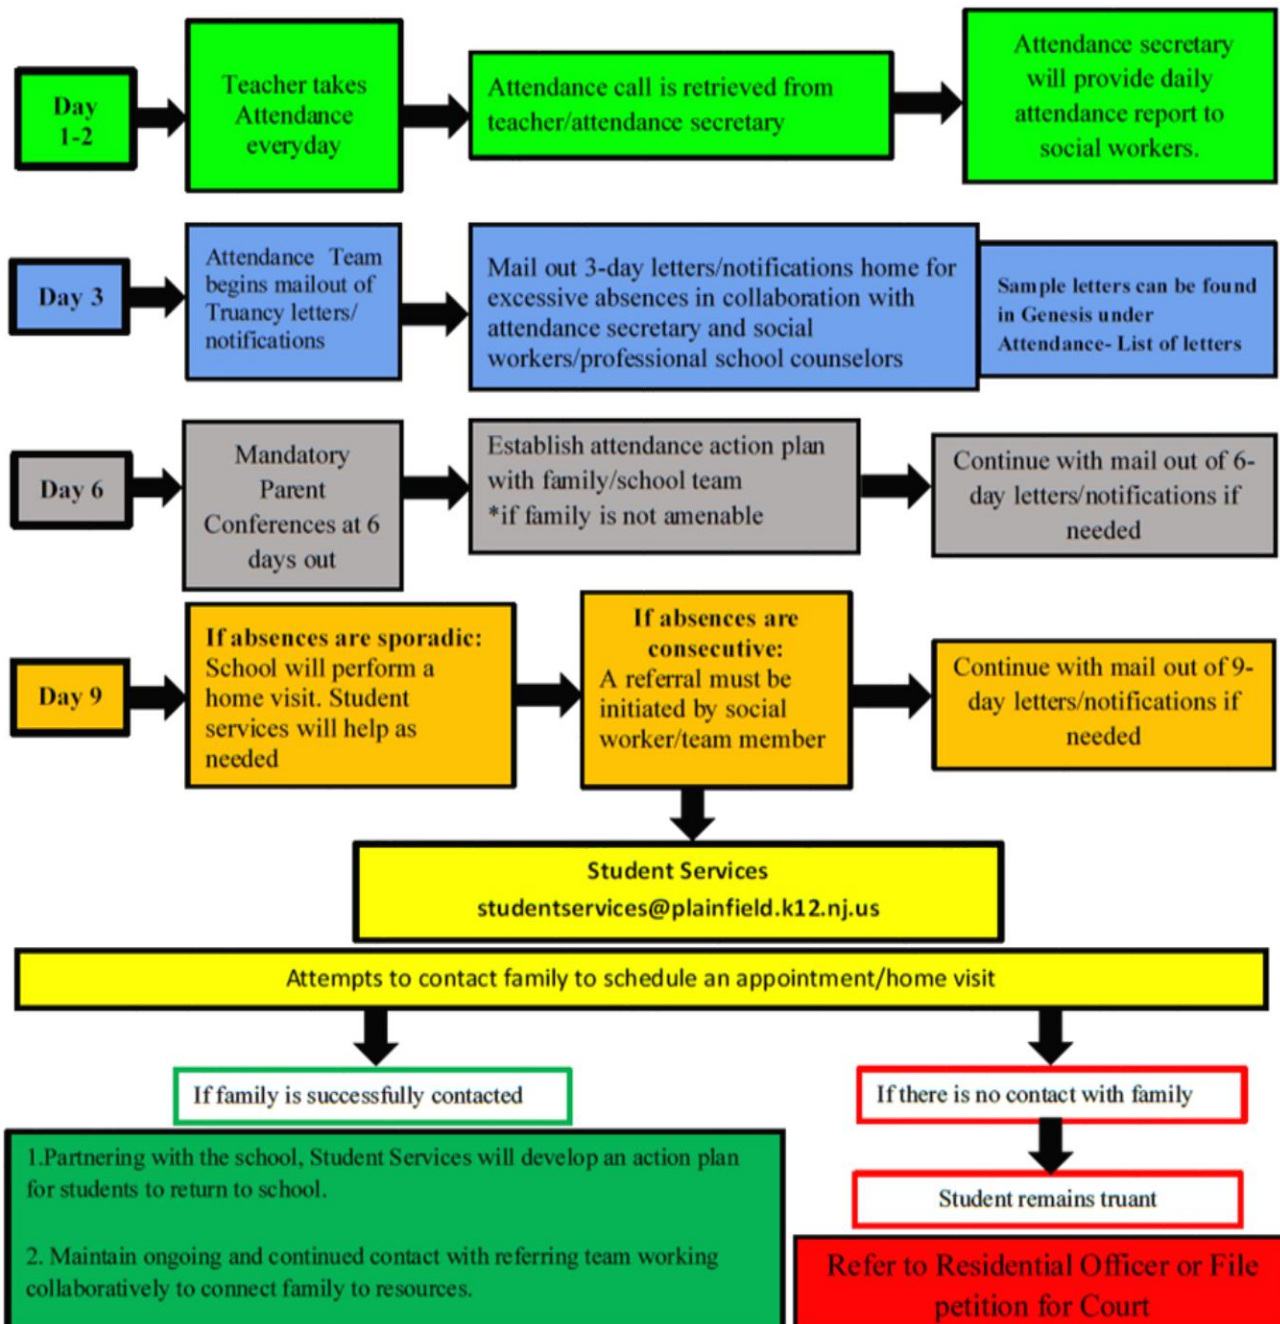 Day
1-2
Teacher takes
Attendance
everyday
Attendance call is retrieved from
teacher/attendance secretary
Attendance secretary
will provide daily
attendance report to
social workers.
Day 3
Attendance Team
begins mailout of
Truancy letters/
notifications
Mail out 3-day letters/notifications home for
excessive absences in collaboration with
attendance secretary and social
workers/professional school counselors
Sample letters can be found
in Genesis under
Attendance- List of letters
Day 6
Mandatory
Parent
Conferences at 6
days out
Establish attendance action plan
with family/school team
*if family is not amenable
Continue with mail out of 6-
day letters/notifications if
needed
Day 9
If absences are sporadic:
School will perform a
home visit. Student
services will help as
needed
If absences are
consecutive:
A referral must be
initiated by social
worker/team member
Continue with mail out of 9-
day letters/notifications if
needed
Student Services
studentservices@plainfield.k12.nj.us
Attempts to contact family to schedule an appointment/home visit
If family is successfully contacted
If there is no contact with family
1.Partnering with the school, Student Services will develop an action plan
for students to return to school.
2. Maintain ongoing and continued contact with referring team working
collaboratively to connect family to resources.
Student remains truant
Refer to Residential Officer or File
petition for Court